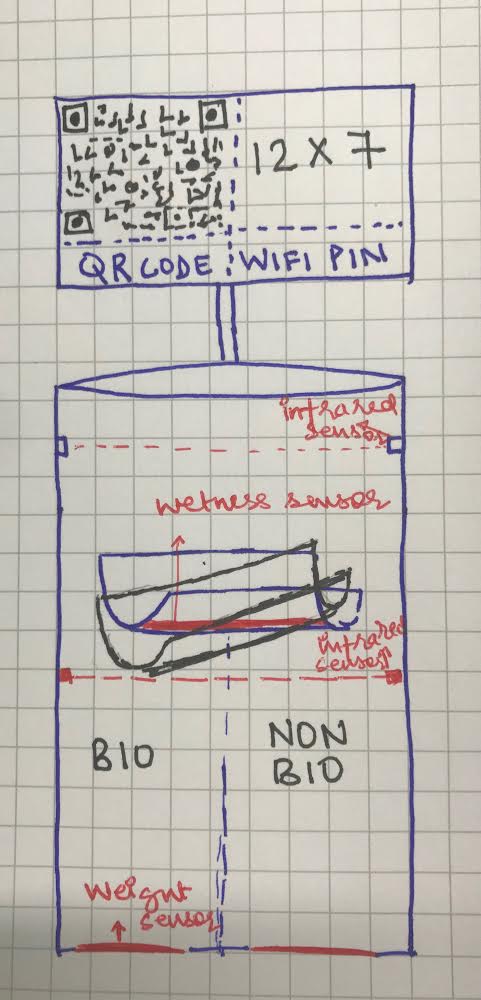 12 X 7
QR CODE
WIFI PIN
infrared
sensor
wetness sensor
infrared
sensor
BIO
NON
BIO
weight
sensor